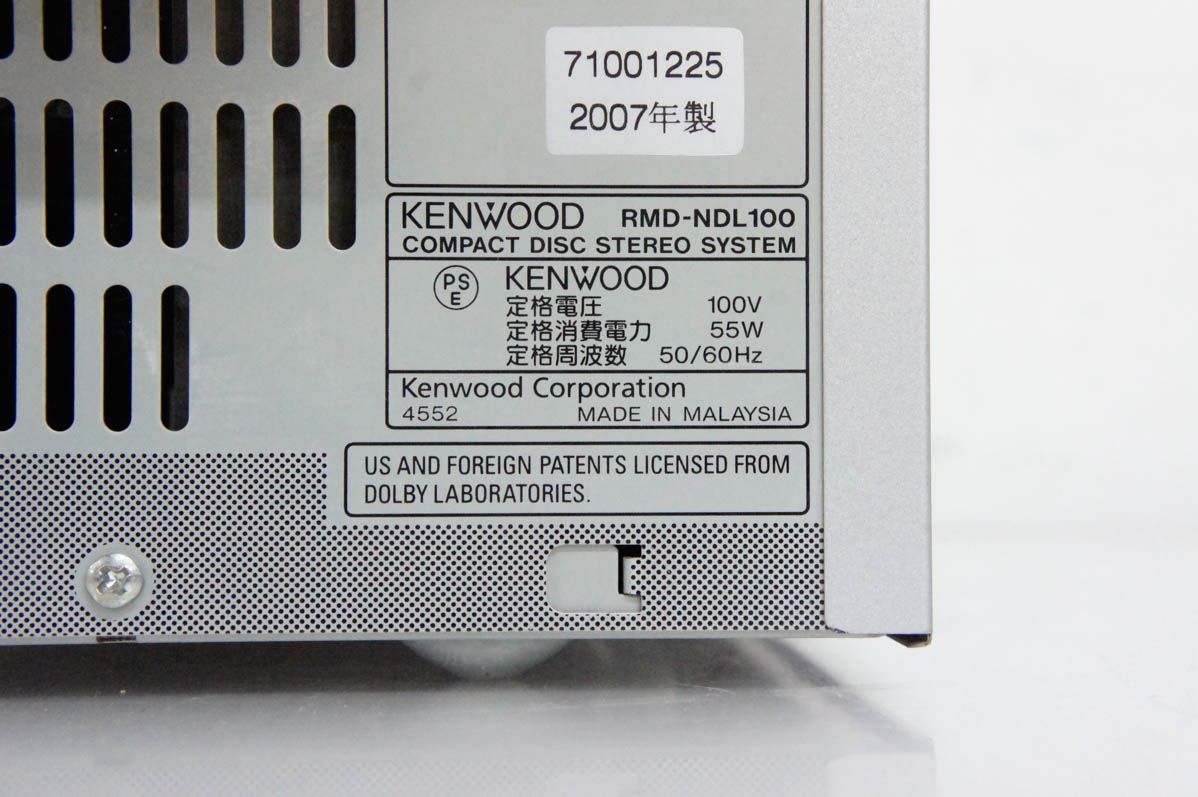 71001225
2007年製
KENWOOD RMD-NDL100
COMPACT DISC STEREO SYSTEM
PS
E
KENWOOD
定格電圧 100V
定格消費電力 55W
定格周波数 50/60Hz
Kenwood Corporation
4552 MADE IN MALAYSIA
US AND FOREIGN PATENTS LICENSED FROM
DOLBY LABORATORIES.